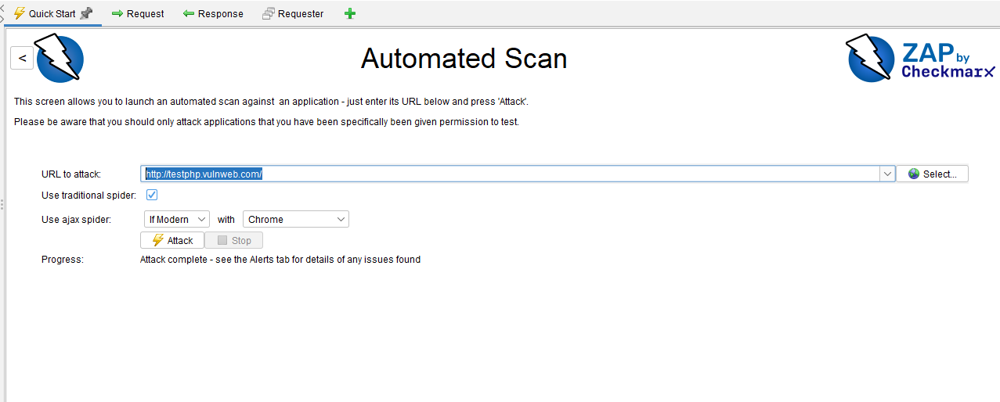 Quick Start
Request
Response
Requester
<
Automated Scan
ZAP by
Checkmarx
This screen allows you to launch an automated scan against  an application - just enter its URL below and press 'Attack'.
Please be aware that you should only attack applications that you have been specifically been given permission to test.
URL to attack: http://testphp.vulnweb.com/ Select...
Use traditional spider:
Use ajax spider: If Modern with Chrome
Attack Stop
Progress: Attack complete - see the Alerts tab for details of any issues found